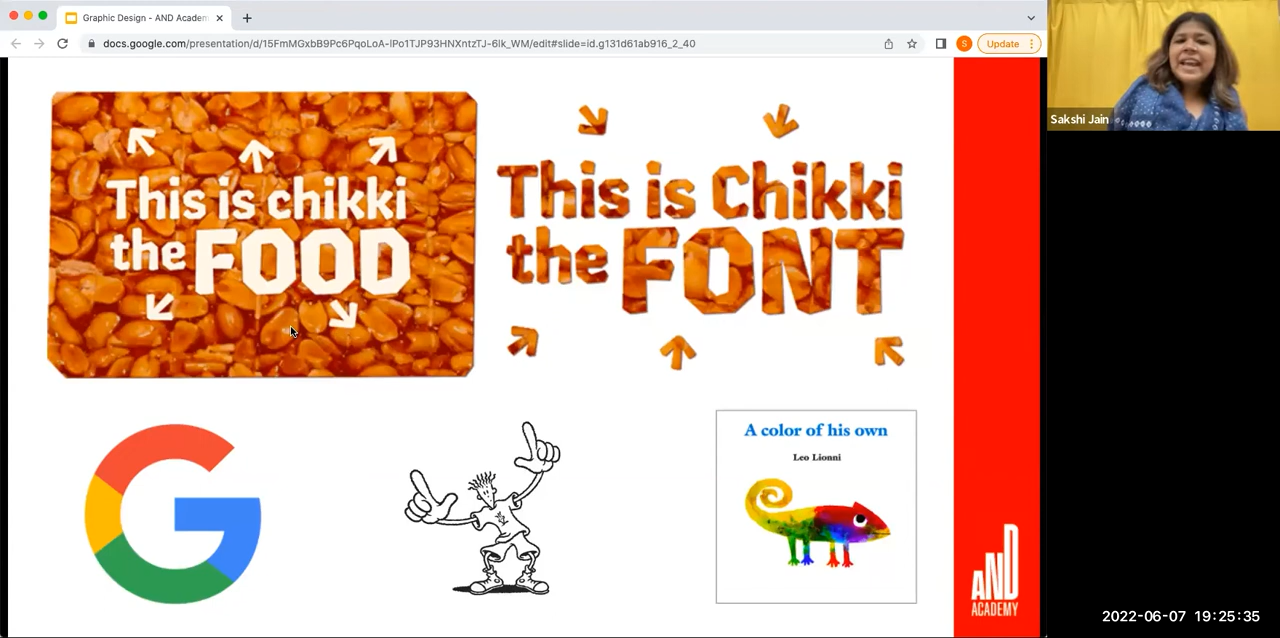 Graphic Design - AND Academ
docs.google.com/presentation/d/15FmMGxbB9Pc6PqoLoA-lPo1TJP93HNXntzTJ-6lk_WM/edit#slide=id.g131d61ab916_2_40
S
Update
Sakshi Jain
This is chikki
the FOOD
This is Chikki
the FONT
G
A color of his own
Leo Lionni
AND
ACADEMY
2022-06-07 19:25:35